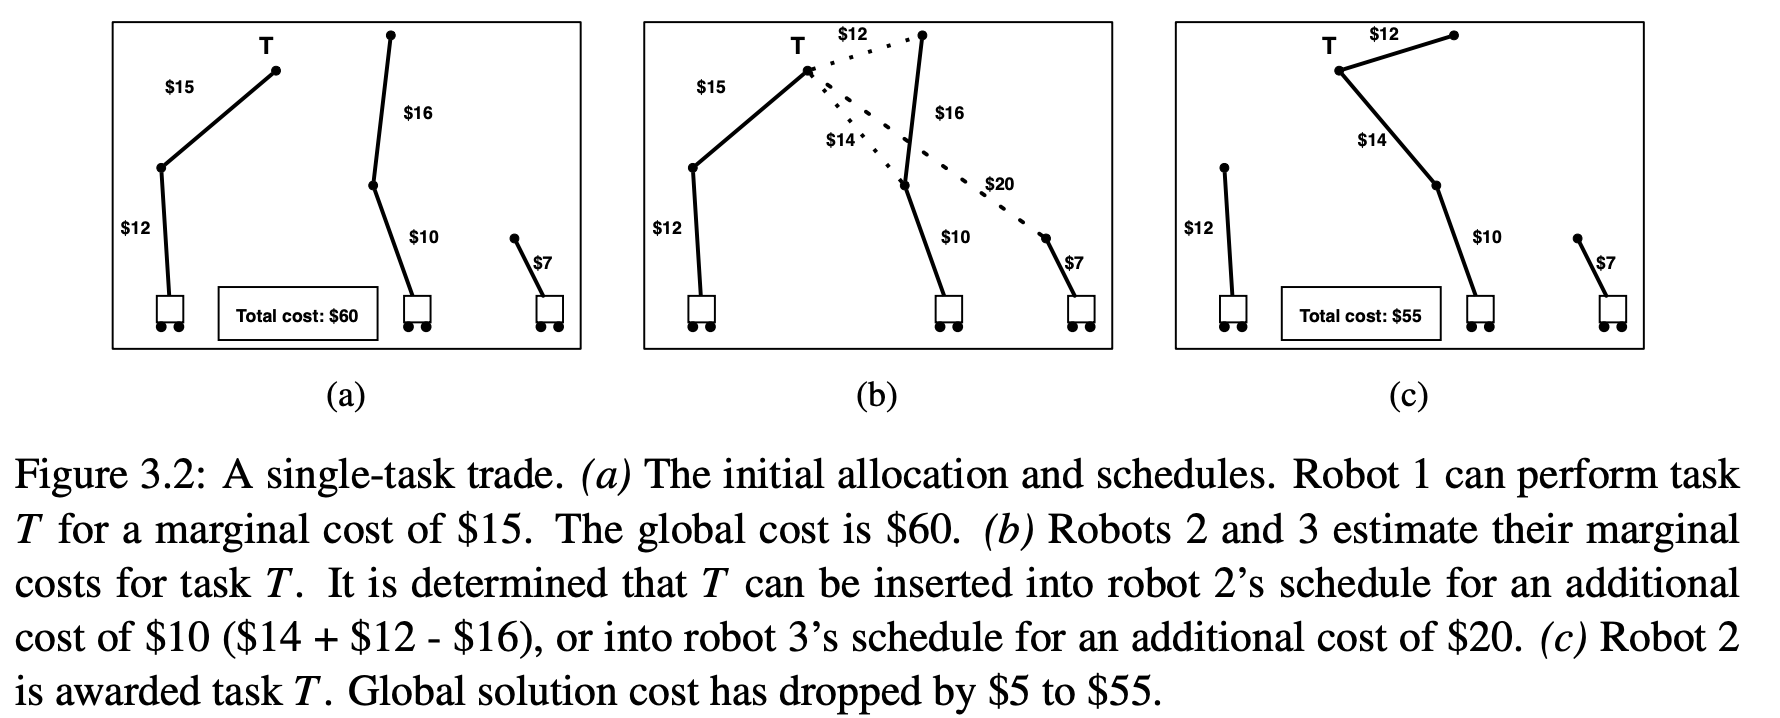 T
$15
$16
$12
$10
$7
Total cost: $60
(a)
T
$12
$15
$16
$14
$20
$12
$10
$7
(b)
T
$12
$14
$12
$10
$7
Total cost: $55
(c)
Figure 3.2: A single-task trade. (a) The initial allocation and schedules. Robot 1 can perform task
T for a marginal cost of $15. The global cost is $60. (b) Robots 2 and 3 estimate their marginal
costs for task T. It is determined that T can be inserted into robot 2’s schedule for an additional
cost of $10 ($14 + $12 - $16), or into robot 3’s schedule for an additional cost of $20. (c) Robot 2
is awarded task T. Global solution cost has dropped by $5 to $55.